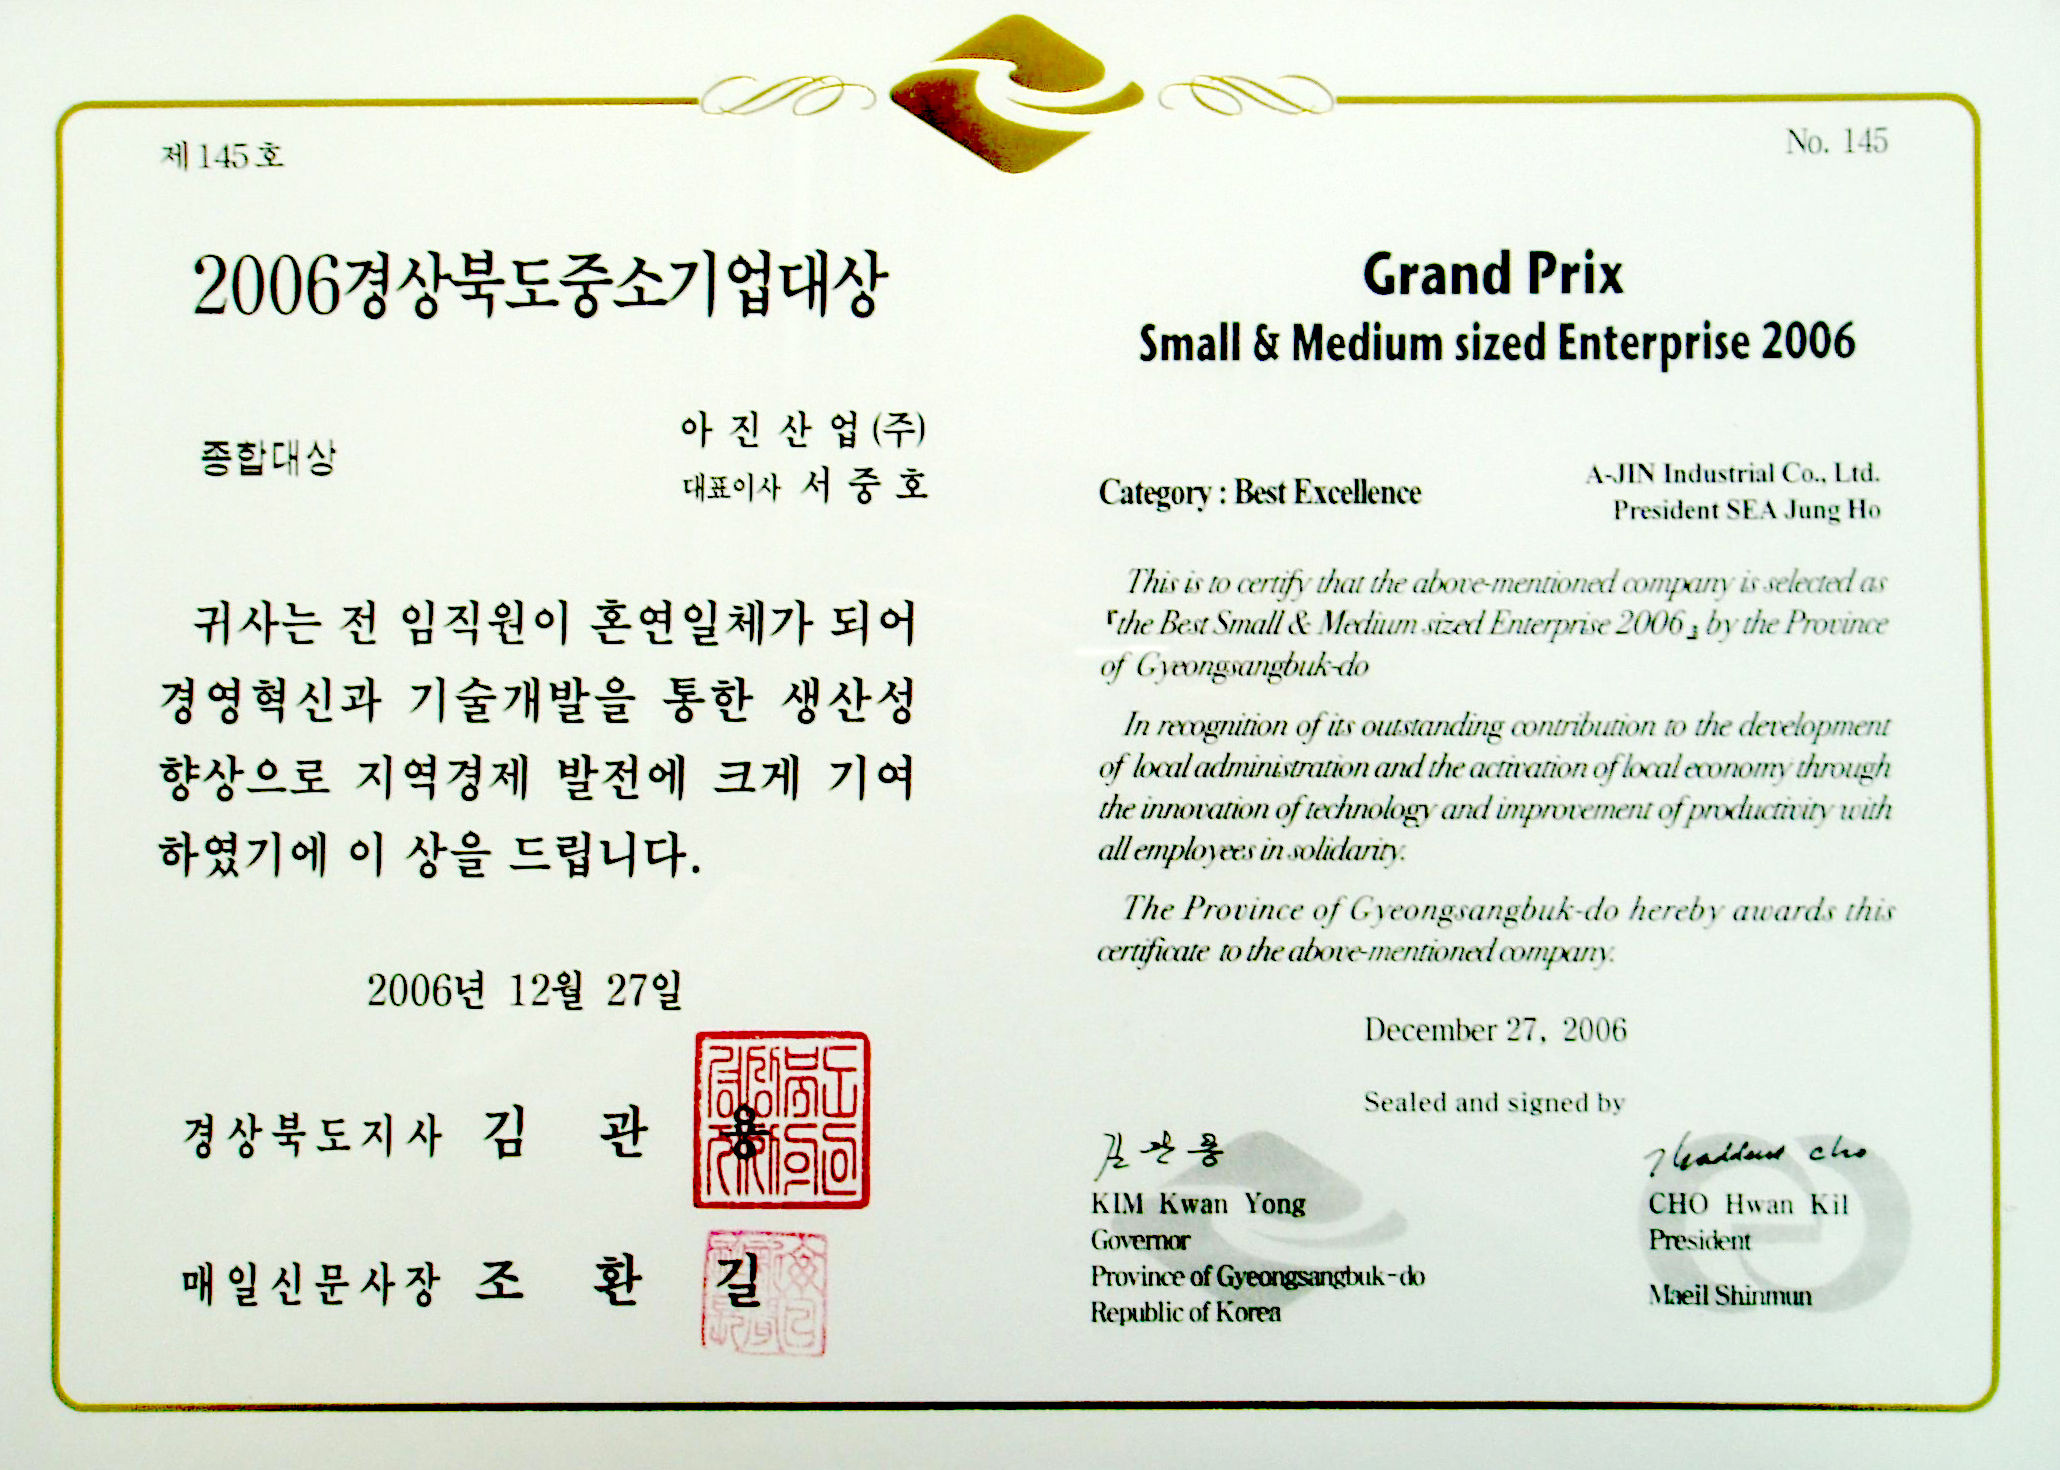 제145호
2006경상북도중소기업대상
종합대상
아 진 산 업 (주)
대표이사 서 중 호
귀사는 전 임직원이 혼연일체가 되어
경영혁신과 기술개발을 통한 생산성
향상으로 지역경제 발전에 크게 기여
하였기에 이 상을 드립니다.
2006년 12월 27일
경상북도지사 김 관 용
매일신문사장 조 환 길
No. 145
Grand Prix
Small & Medium sized Enterprise 2006
Category : Best Excellence
A-JIN Industrial Co., Ltd.
President SEA Jung Ho
This is to certify that the above-mentioned company is selected as
『the Best Small & Medium sized Enterprise 2006』 by the Province
of Gyeongsangbuk-do
In recognition of its outstanding contribution to the development
of local administration and the activation of local economy through
the innovation of technology and improvement of productivity with
all employees in solidarity.
The Province of Gyeongsangbuk-do hereby awards this
certificate to the above-mentioned company.
December 27, 2006
Sealed and signed by
김 관 용
KIM Kwan Yong
Governor
Province of Gyeongsangbuk-do
Republic of Korea
Thaddeus cho
CHO Hwan Kil
President
Maeil Shinmun